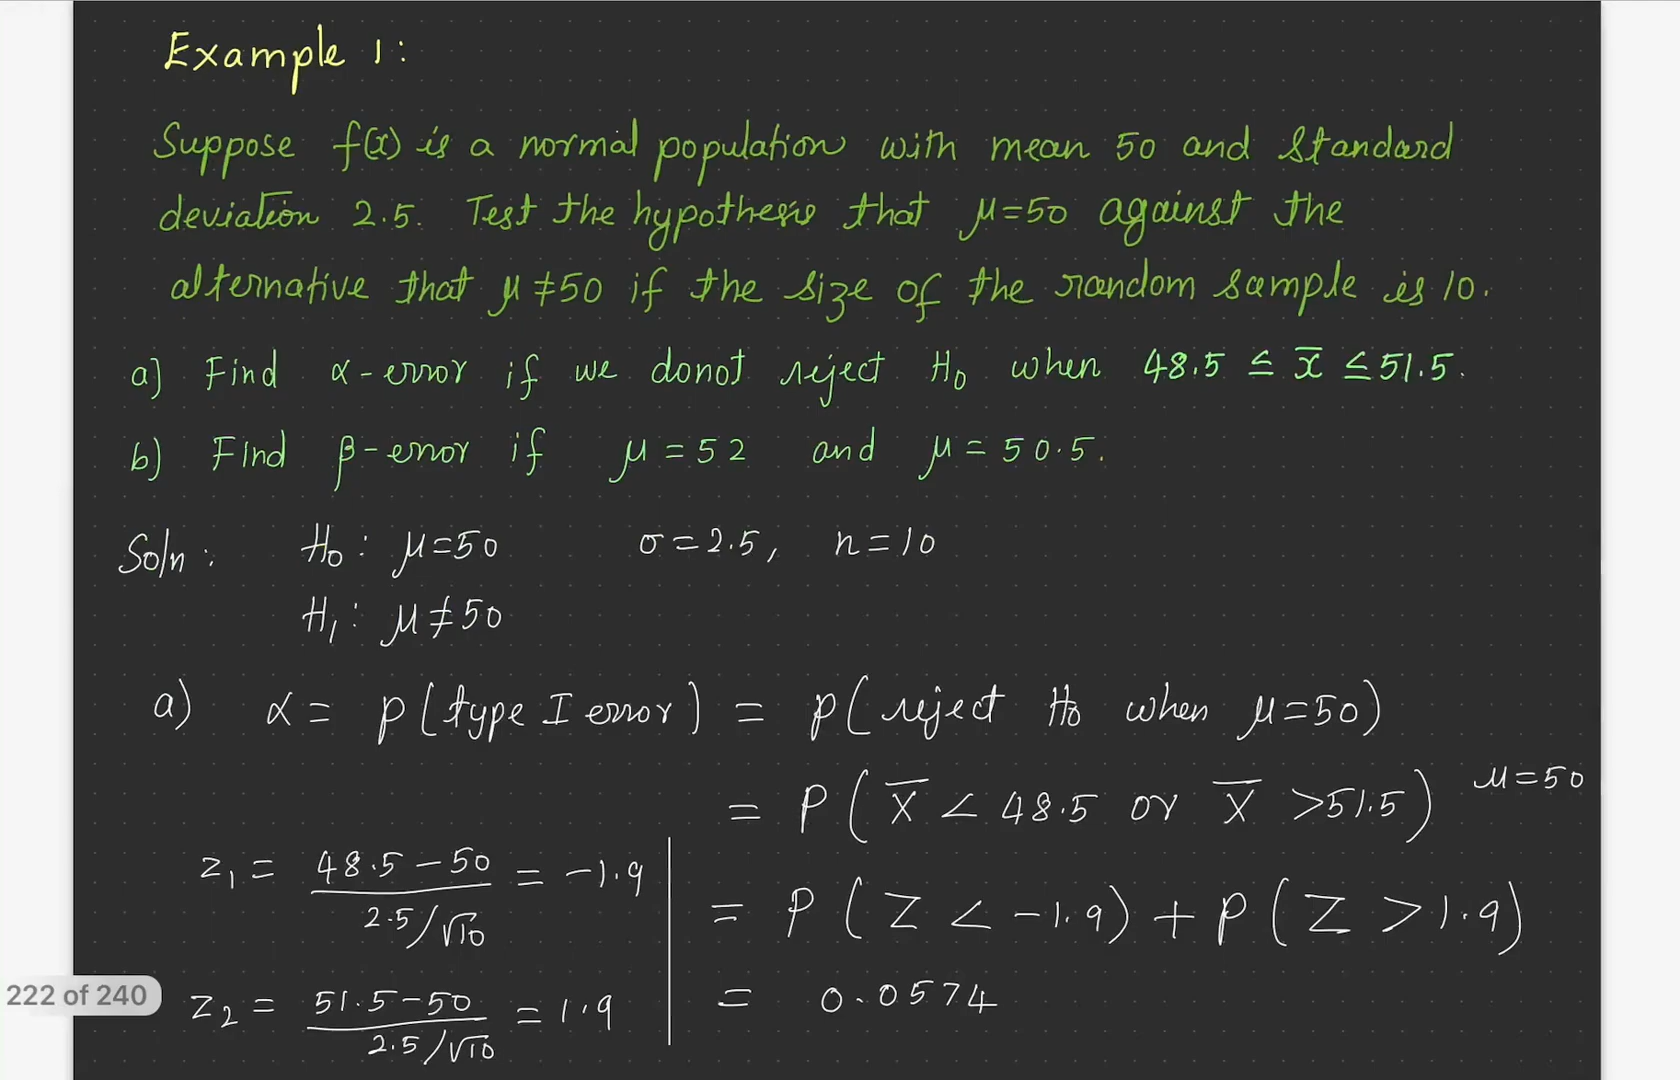 Example 1:
Suppose f(x) is a normal population with mean 50 and standard
deviation 2.5. Test the hypothesis that μ=50 against the
alternative that μ≠50 if the size of the random sample is 10.
a) Find α-error if we donot reject H₀ when 48.5 ≤ x̄ ≤ 51.5.
b) Find β-error if μ = 52 and μ = 50.5.
Soln: H₀: μ=50 σ=2.5, n=10
H₁: μ≠50
a) α = P(type I error) = P(reject H₀ when μ=50)
= P(X̄ < 48.5 or X̄ >51.5) μ=50
z₁ = (48.5-50)/(2.5/√10) = -1.9
= P(Z < -1.9) + P(Z >1.9)
222 of 240
z₂ = (51.5-50)/(2.5/√10) = 1.9
= 0.0574